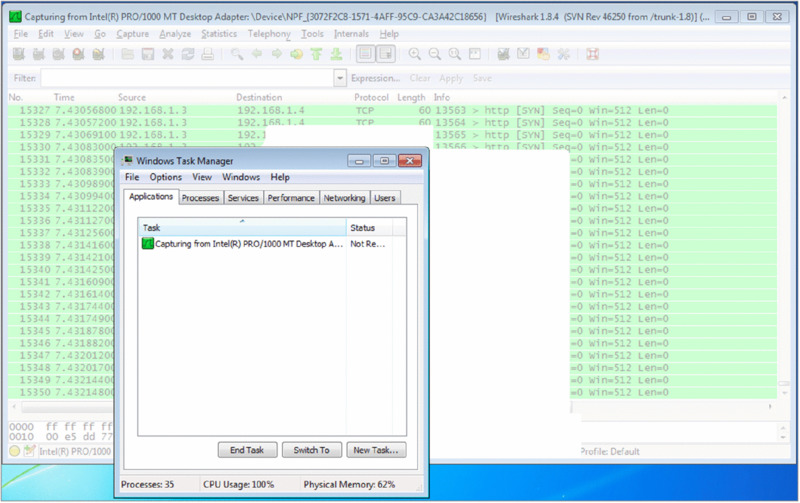 Capturing from Intel(R) PRO/1000 MT Desktop Adapter: \Device\NPF_{3072F2C8-1571-4AFF-95C9-CA3A42C18656} [Wireshark 1.8.4 (SVN Rev 46250 from /trunk-1.8)] (...
File Edit View Go Capture Analyze Statistics Telephony Tools Internals Help
Filter: Expression... Clear Apply Save
No. Time Source Destination Protocol Length Info
15327 7.43056800 192.168.1.3 192.168.1.4 TCP 60 13563 > http [SYN] Seq=0 Win=512 Len=0
15328 7.43057200 192.168.1.3 192.168.1.4 TCP 60 13564 > http [SYN] Seq=0 Win=512 Len=0
15329 7.43069100 192.168.1.3 192.1 13565 > http [SYN] Seq=0 Win=512 Len=0
15330 7.43083000 192.168.1.3 192. 13566 > http [SYN] Seq=0 Win=512 Len=0
15331 7.4308350 =0 Win=512 Len=0
15332 7.4308390 =0 Win=512 Len=0
15333 7.4309890 =0 Win=512 Len=0
15334 7.4309940 =0 Win=512 Len=0
15335 7.4311220 =0 Win=512 Len=0
15336 7.4311270 =0 Win=512 Len=0
15337 7.4312560 =0 Win=512 Len=0
15338 7.4314160 =0 Win=512 Len=0
15339 7.4314210 =0 Win=512 Len=0
15340 7.4314250 =0 Win=512 Len=0
15341 7.4316090 =0 Win=512 Len=0
15342 7.4316140 =0 Win=512 Len=0
15343 7.4317440 =0 Win=512 Len=0
15344 7.4317490 =0 Win=512 Len=0
15345 7.4318780 =0 Win=512 Len=0
15346 7.4318820 =0 Win=512 Len=0
15347 7.4320120 =0 Win=512 Len=0
15348 7.4320170 =0 Win=512 Len=0
15349 7.4321440 =0 Win=512 Len=0
15350 7.4321480 =0 Win=512 Len=0
0000 ff ff ff ff
0010 00 e5 dd 77
Intel(R) PRO/1000 Profile: Default
Windows Task Manager
File Options View Windows Help
Applications Processes Services Performance Networking Users
Task Status
Capturing from Intel(R) PRO/1000 MT Desktop A... Not Re...
End Task Switch To New Task...
Processes: 35 CPU Usage: 100% Physical Memory: 62%